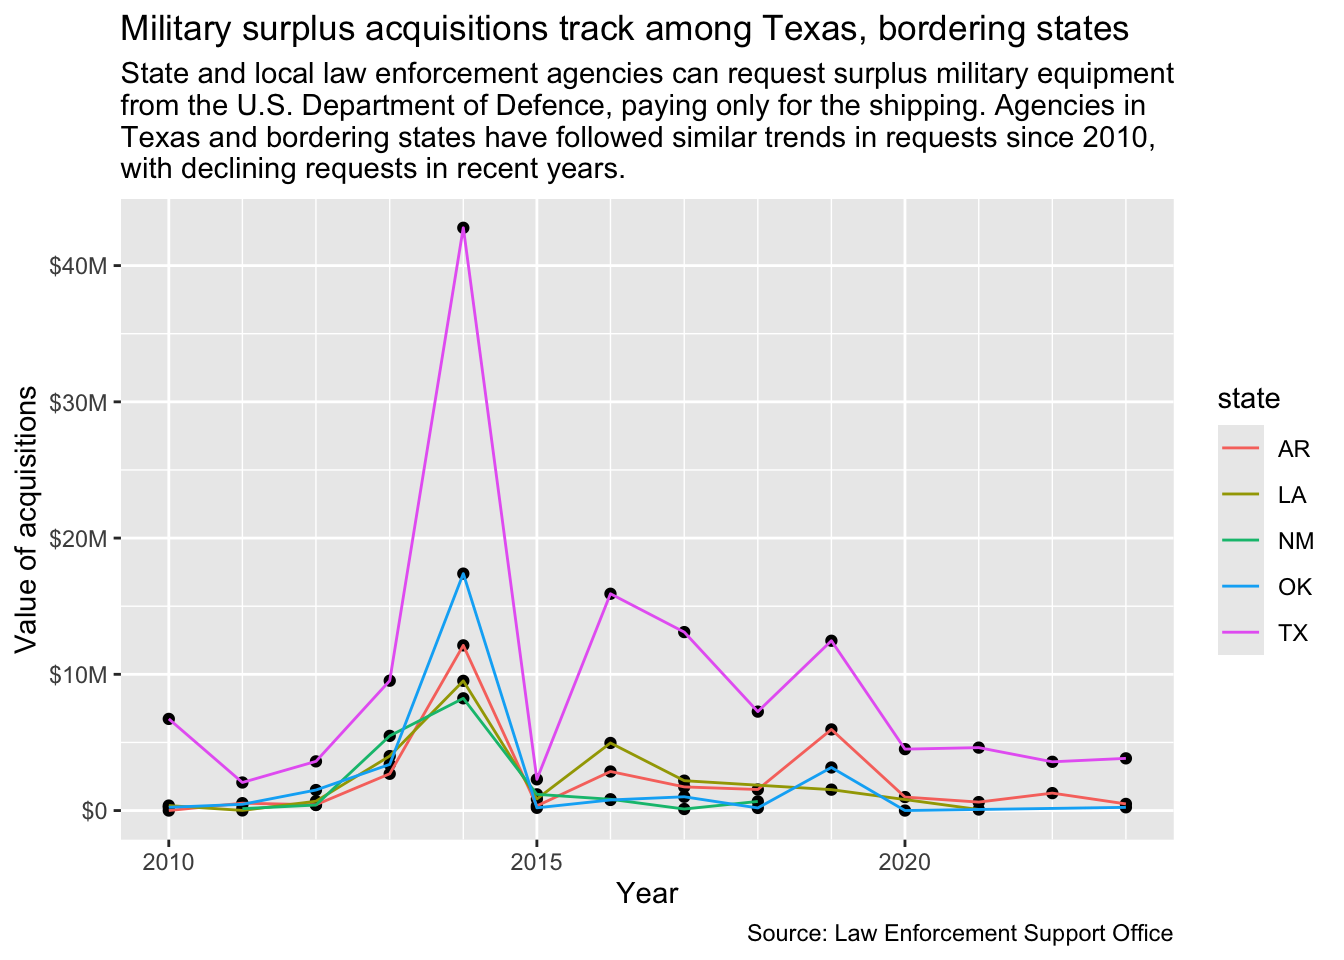 Military surplus acquisitions track among Texas, bordering states
State and local law enforcement agencies can request surplus military equipment
from the U.S. Department of Defence, paying only for the shipping. Agencies in
Texas and bordering states have followed similar trends in requests since 2010,
with declining requests in recent years.
Value of acquisitions
$40M
$30M
$20M
$10M
$0
2010 2015 2020
Year
state
AR
LA
NM
OK
TX
Source: Law Enforcement Support Office